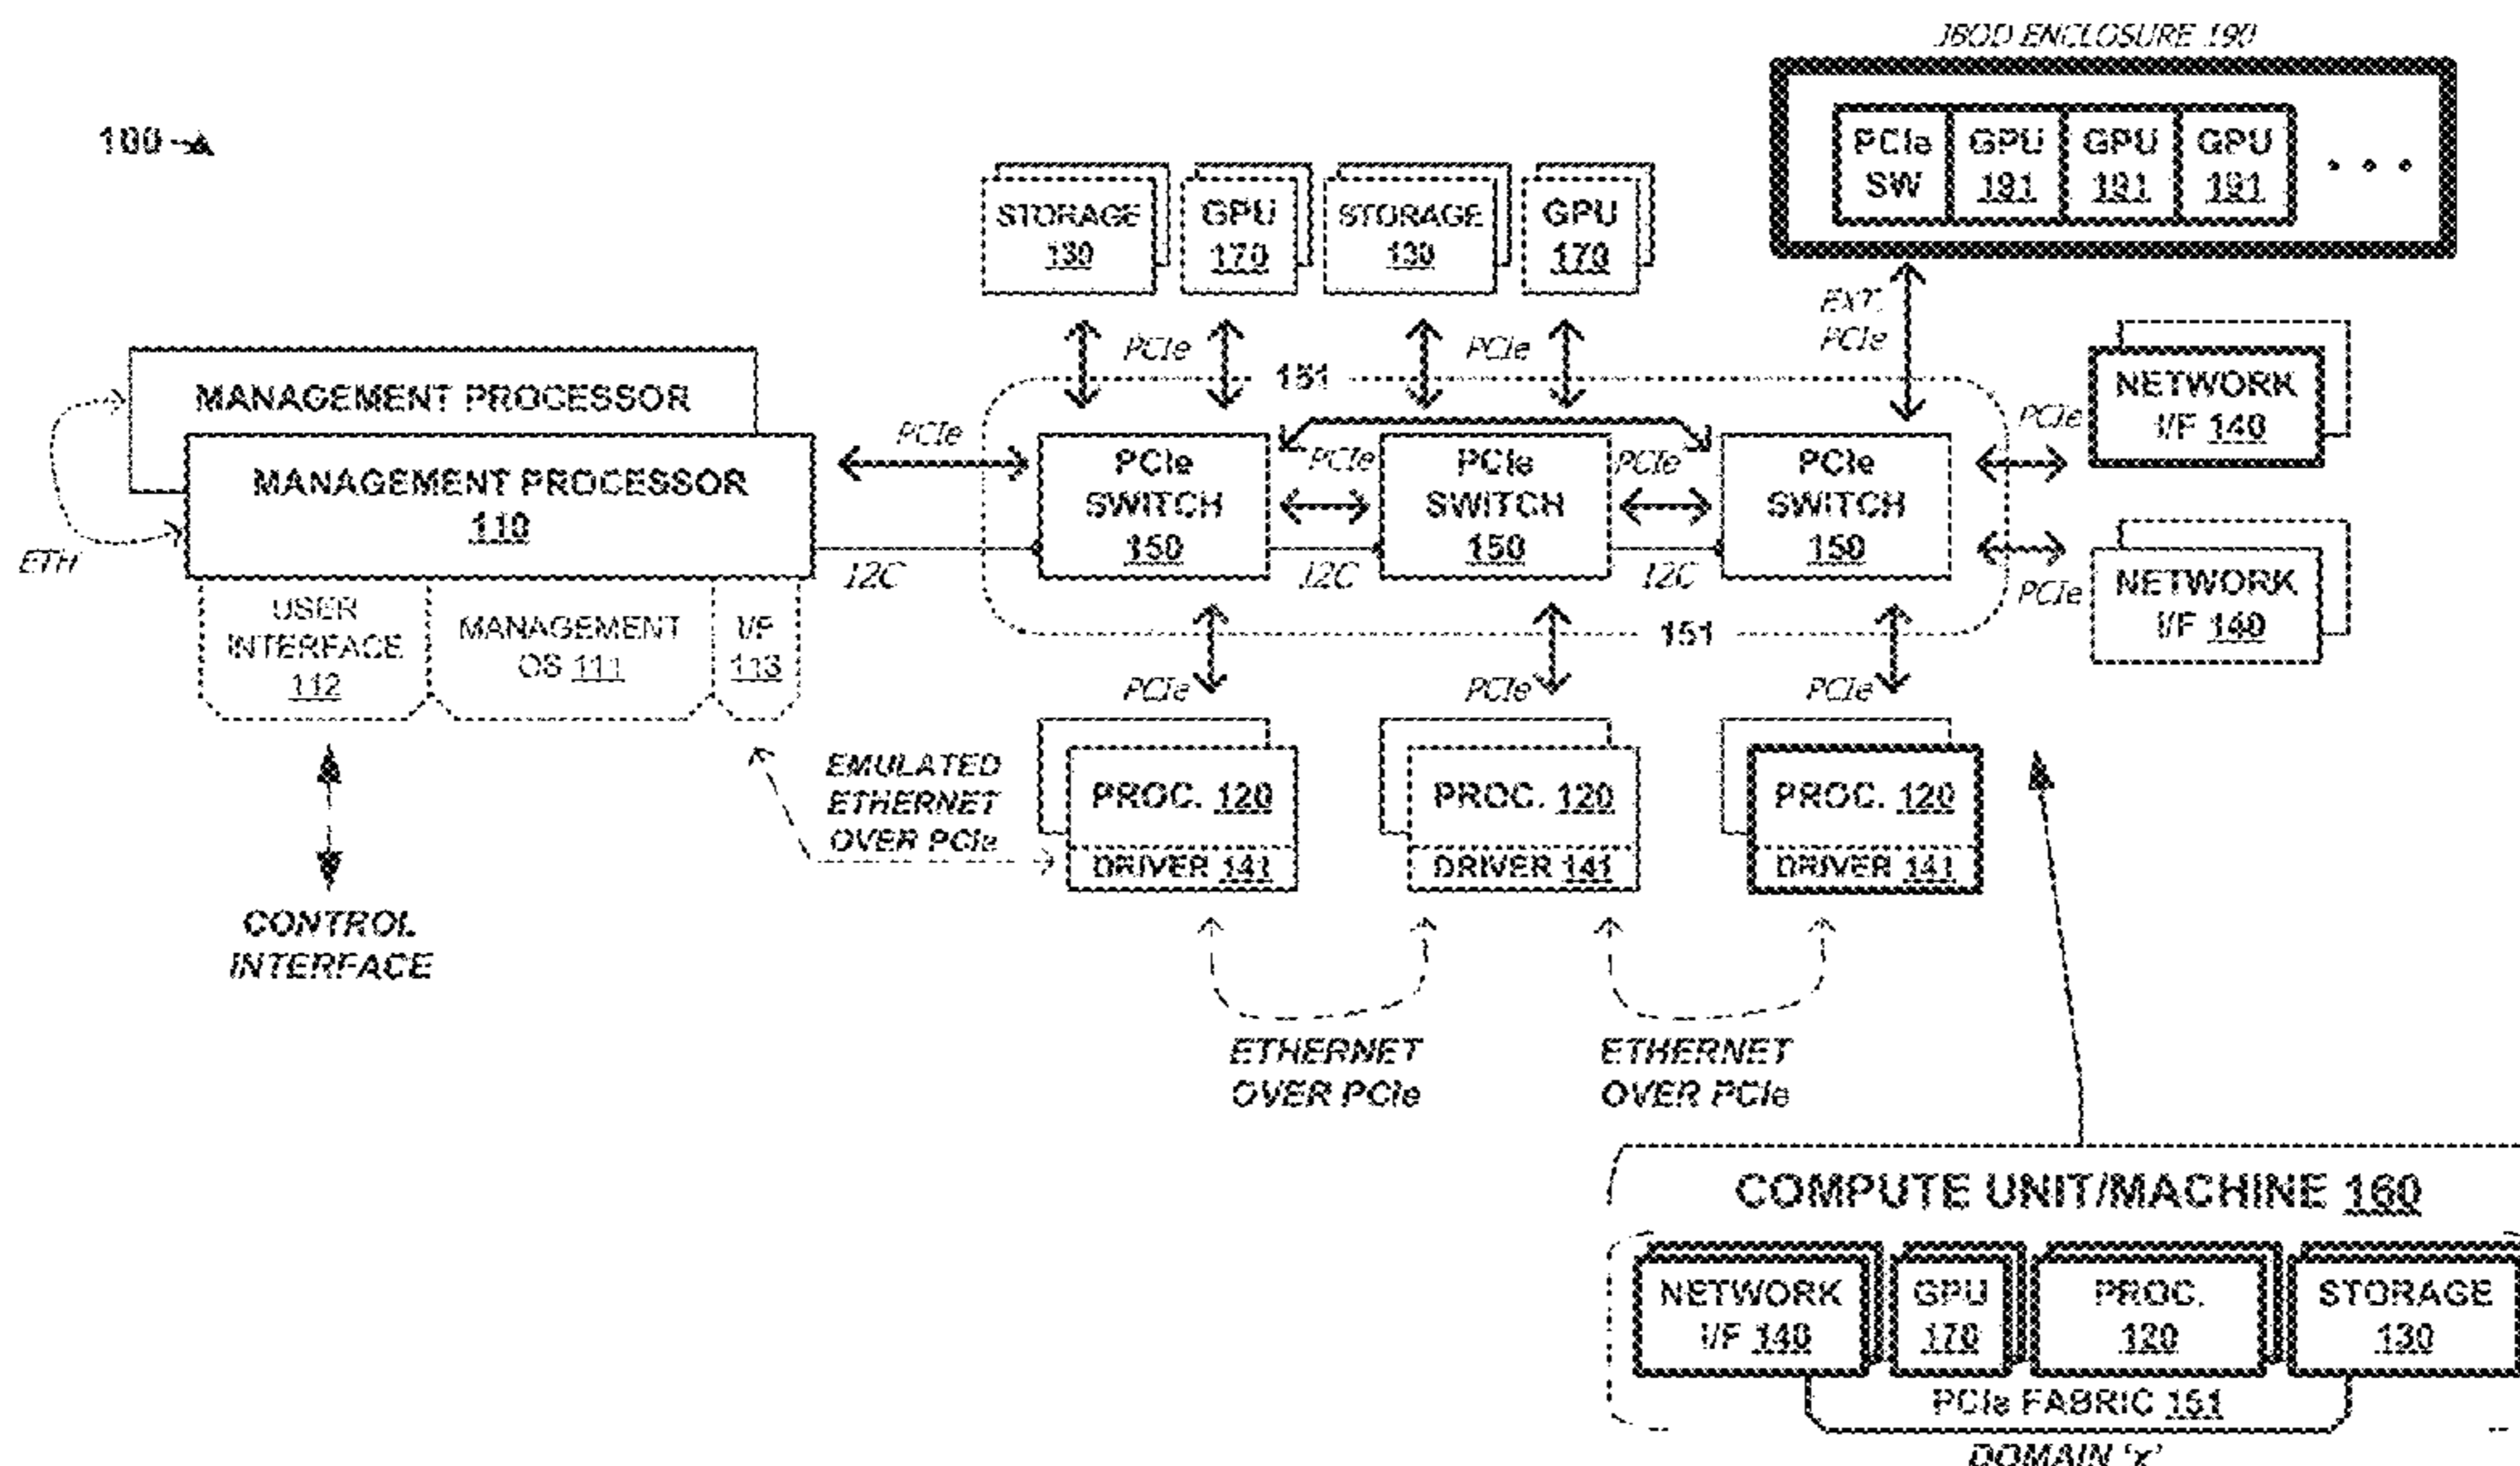 JBOD ENCLOSURE 190
100
PCIe
SW
GPU
191
GPU
191
GPU
191
• • •
STORAGE
130
GPU
170
STORAGE
130
GPU
170
EXT.
PCIe
PCIe
PCIe
151
MANAGEMENT PROCESSOR
NETWORK
I/F 140
PCIe
PCIe
MANAGEMENT PROCESSOR
110
PCIe
SWITCH
150
PCIe
PCIe
SWITCH
150
PCIe
PCIe
SWITCH
150
ETH
I2C
I2C
I2C
PCIe
NETWORK
I/F 140
USER
INTERFACE
112
MANAGEMENT
OS 111
I/F
113
151
PCIe
PCIe
PCIe
EMULATED
ETHERNET
OVER PCIe
PROC. 120
DRIVER 141
PROC. 120
DRIVER 141
PROC. 120
DRIVER 141
CONTROL
INTERFACE
ETHERNET
OVER PCIe
ETHERNET
OVER PCIe
COMPUTE UNIT/MACHINE 160
NETWORK
I/F 140
GPU
170
PROC.
120
STORAGE
130
PCIe FABRIC 151
DOMAIN 'x'